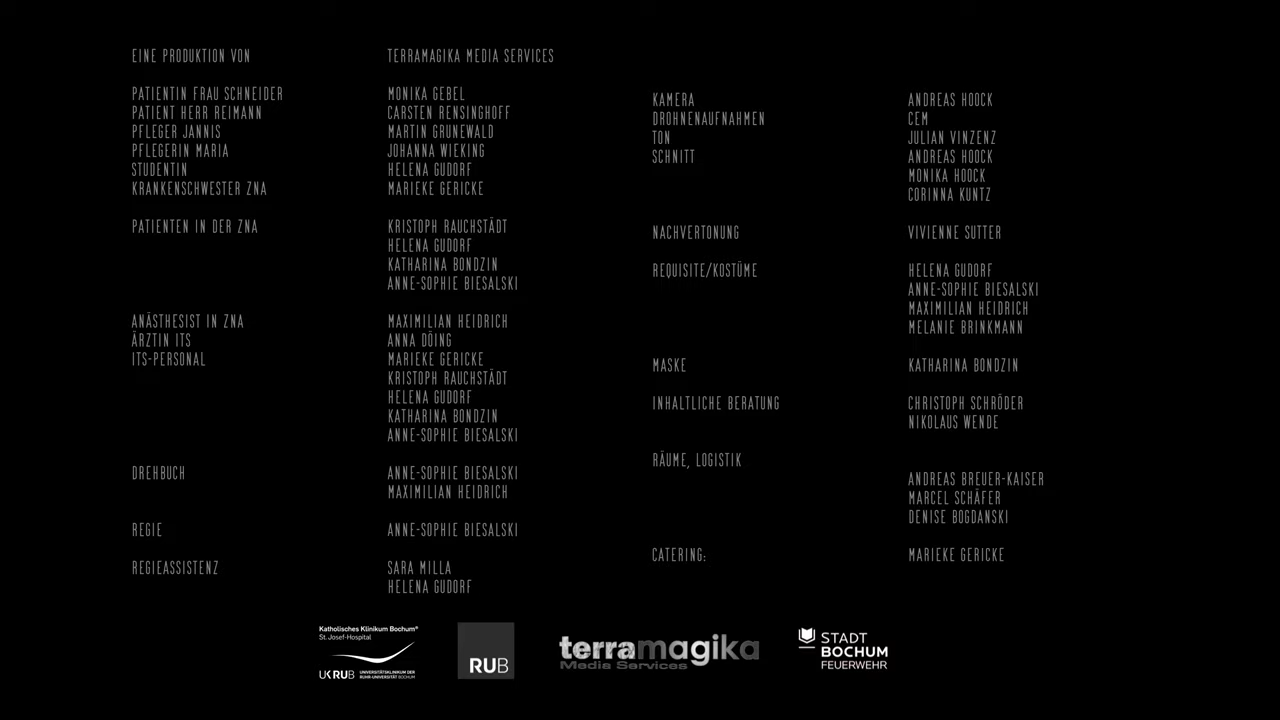 EINE PRODUKTION VON TERRAMAGIKA MEDIA SERVICES
PATIENTIN FRAU SCHNEIDER MONIKA GEBEL
PATIENT HERR REIMANN CARSTEN RENSINGHOFF
PFLEGER JANNIS MARTIN GRUNEWALD
PFLEGERIN MARIA JOHANNA WIEKING
STUDENTIN HELENA GUDORF
KRANKENSCHWESTER ZNA MARIEKE GERICKE
PATIENTEN IN DER ZNA KRISTOPH RAUCHSTÄDT
HELENA GUDORF
KATHARINA BONDZIN
ANNE-SOPHIE BIESALSKI
ANÄSTHESIST IN ZNA MAXIMILIAN HEIDRICH
ÄRZTIN ITS ANNA DÖING
ITS-PERSONAL MARIEKE GERICKE
KRISTOPH RAUCHSTÄDT
HELENA GUDORF
KATHARINA BONDZIN
ANNE-SOPHIE BIESALSKI
DREHBUCH ANNE-SOPHIE BIESALSKI
MAXIMILIAN HEIDRICH
REGIE ANNE-SOPHIE BIESALSKI
REGIEASSISTENZ SARA MILLA
HELENA GUDORF
KAMERA ANDREAS HOOCK
DROHNENAUFNAHMEN CEM
TON JULIAN VINZENZ
SCHNITT ANDREAS HOOCK
MONIKA HOOCK
CORINNA KUNTZ
NACHVERTONUNG VIVIENNE SUTTER
REQUISITE/KOSTÜME HELENA GUDORF
ANNE-SOPHIE BIESALSKI
MAXIMILIAN HEIDRICH
MELANIE BRINKMANN
MASKE KATHARINA BONDZIN
INHALTLICHE BERATUNG CHRISTOPH SCHRÖDER
NIKOLAUS WENDE
RÄUME, LOGISTIK
ANDREAS BREUER-KAISER
MARCEL SCHÄFER
DENISE BOGDANSKI
CATERING: MARIEKE GERICKE
Katholisches Klinikum Bochum®
St. Josef-Hospital
UK RUB UNIVERSITÄTSKLINIKUM DER
RUHR-UNIVERSITÄT BOCHUM
RUB
terramagika
Media Services
STADT
BOCHUM
FEUERWEHR